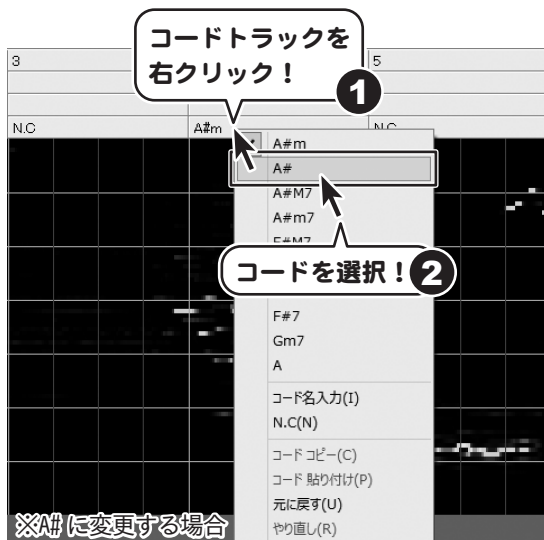 コードトラックを
右クリック!
1
3
5
N.C
A#m
N.C
A#m
A#
A#M7
A#m7
F#M7
コードを選択!2
F#7
Gm7
A
コード名入力(I)
N.C(N)
コード コピー(C)
コード 貼り付け(P)
元に戻す(U)
やり直し(R)
※A#に変更する場合